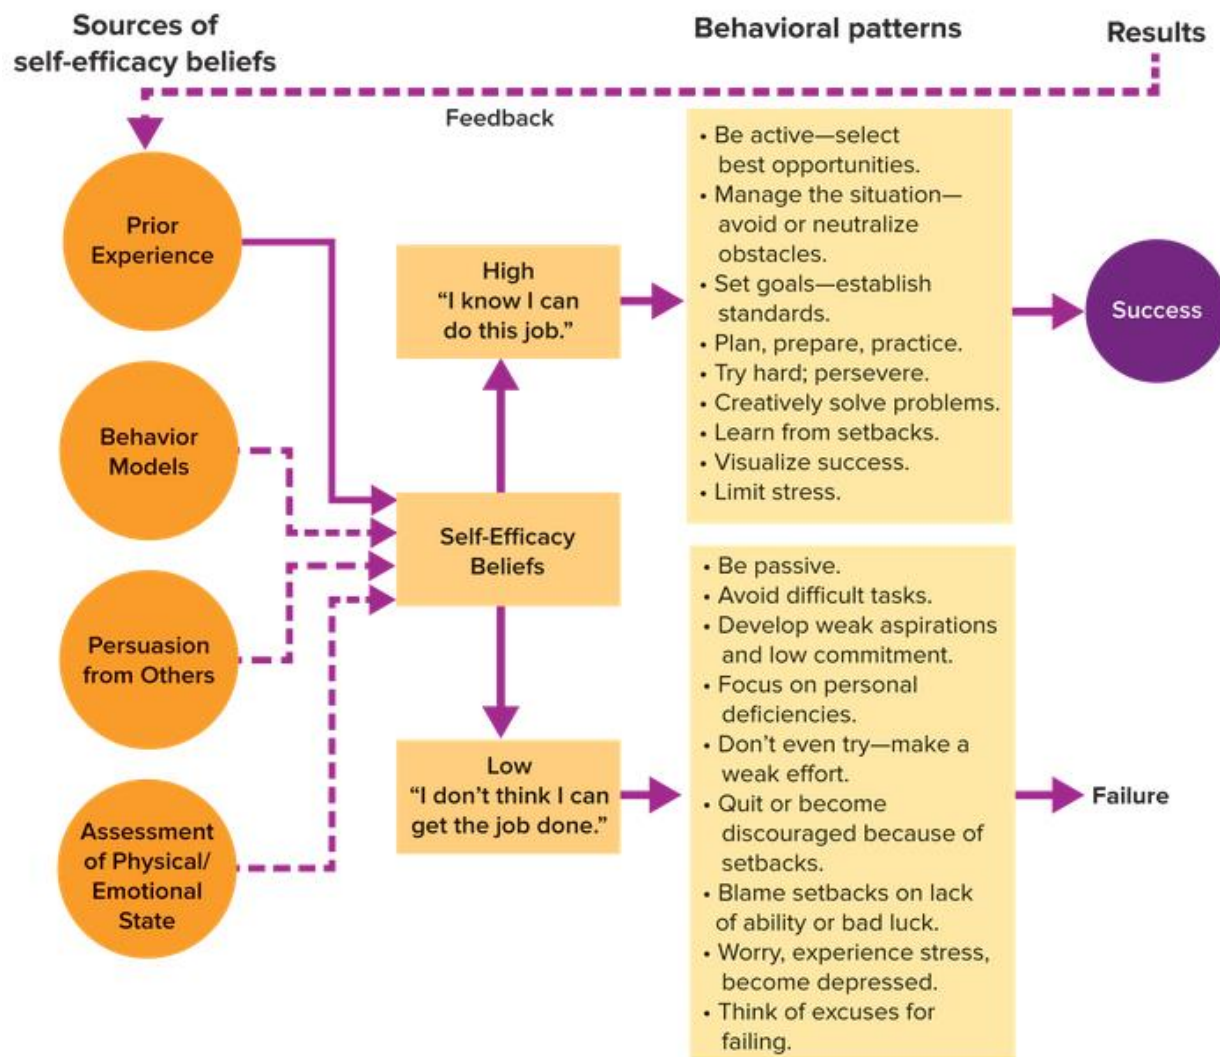 Sources of
self-efficacy beliefs
Behavioral patterns
Results
Feedback
Prior
Experience
Behavior
Models
Persuasion
from Others
Assessment
of Physical/
Emotional
State
High
“I know I can
do this job.”
Self-Efficacy
Beliefs
Low
“I don’t think I can
get the job done.”
• Be active—select
best opportunities.
• Manage the situation—
avoid or neutralize
obstacles.
• Set goals—establish
standards.
• Plan, prepare, practice.
• Try hard; persevere.
• Creatively solve problems.
• Learn from setbacks.
• Visualize success.
• Limit stress.
• Be passive.
• Avoid difficult tasks.
• Develop weak aspirations
and low commitment.
• Focus on personal
deficiencies.
• Don’t even try—make a
weak effort.
• Quit or become
discouraged because of
setbacks.
• Blame setbacks on lack
of ability or bad luck.
• Worry, experience stress,
become depressed.
• Think of excuses for
failing.
Success
Failure